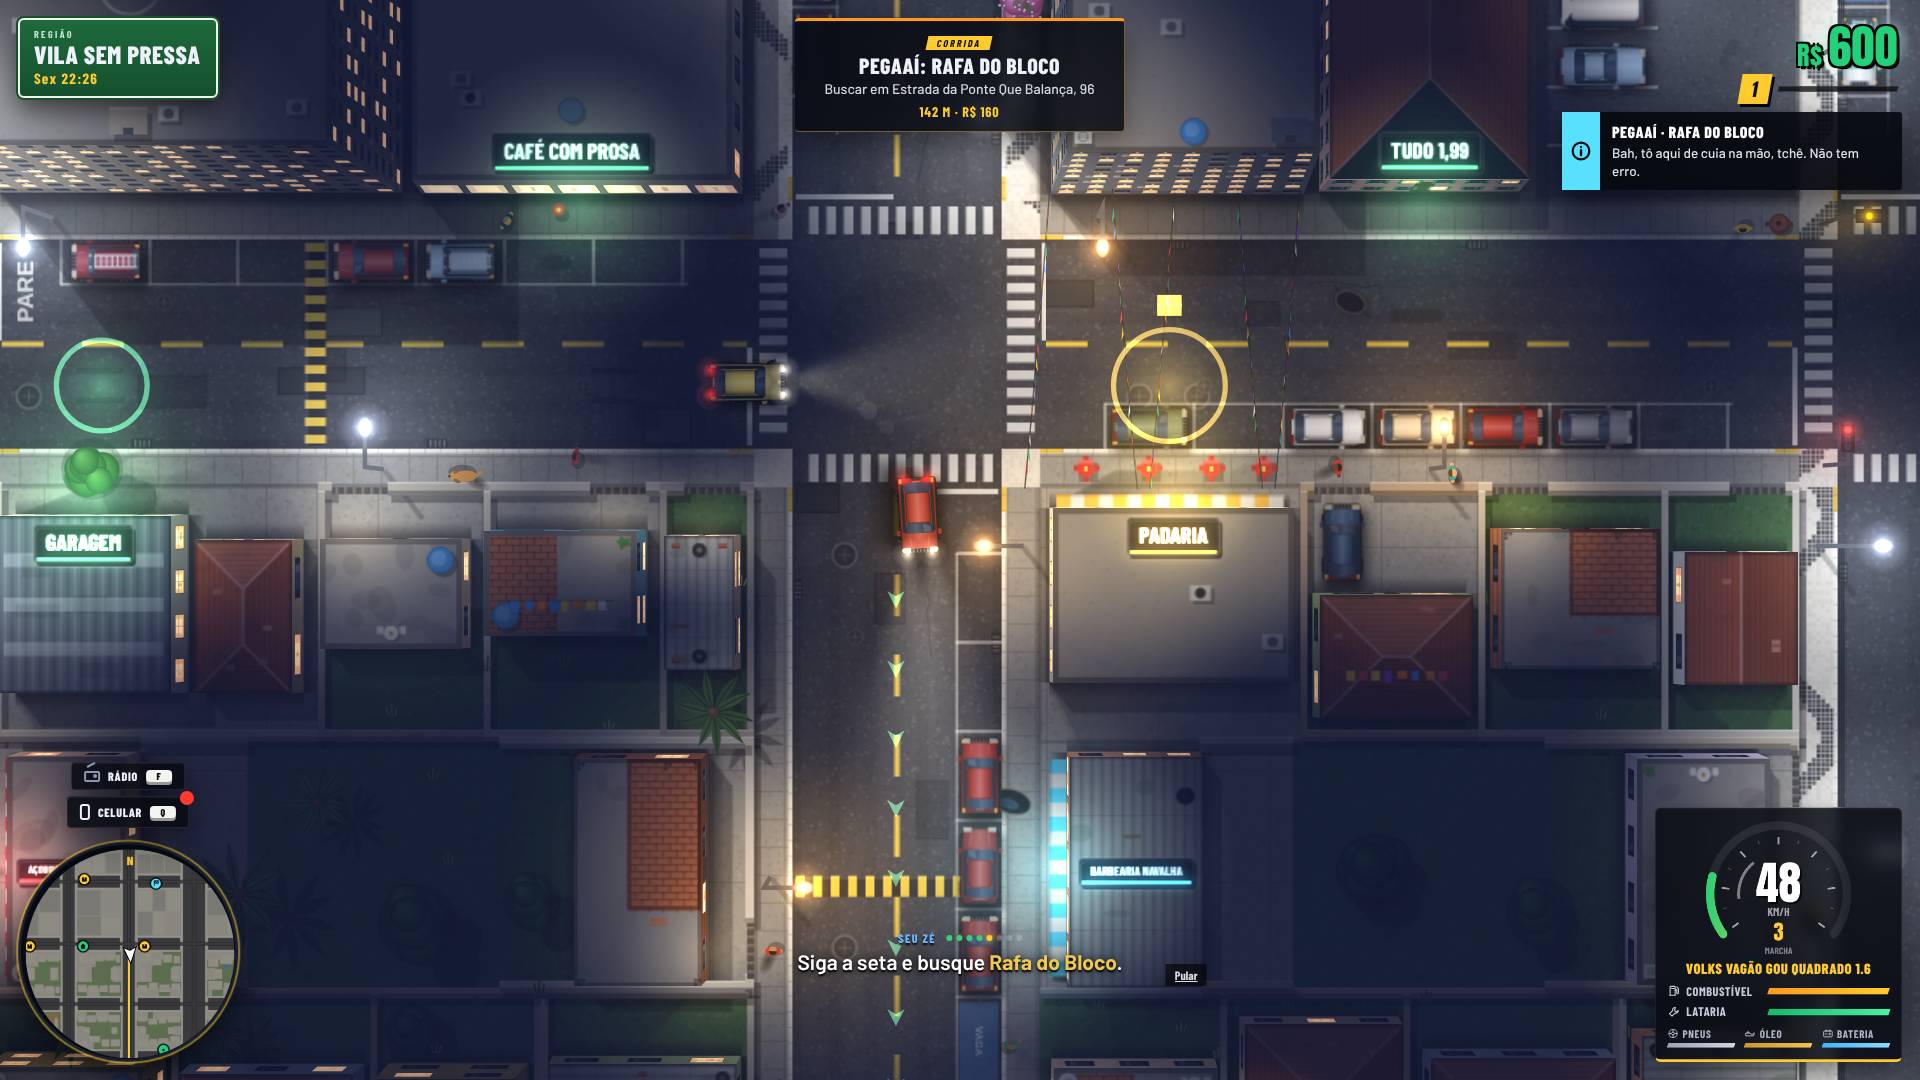 REGIÃO
VILA SEM PRESSA
Sex 22:26
CORRIDA
PEGAAÍ: RAFA DO BLOCO
Buscar em Estrada da Ponte Que Balança, 96
142 M · R$ 160
R$ 600
1
PEGAAÍ · RAFA DO BLOCO
Bah, tô aqui de cuia na mão, tchê. Não tem
erro.
CAFÉ COM PROSA
TUDO 1,99
PARE
GARAGEM
PADARIA
RÁDIO F
CELULAR Q
BARBEARIA NAVALHA
N
SEU ZÉ
Siga a seta e busque Rafa do Bloco.
Pular
VAGA
48
KM/H
3
MARCHA
VOLKS VAGÃO GOU QUADRADO 1.6
COMBUSTÍVEL
LATARIA
PNEUS
ÓLEO
BATERIA